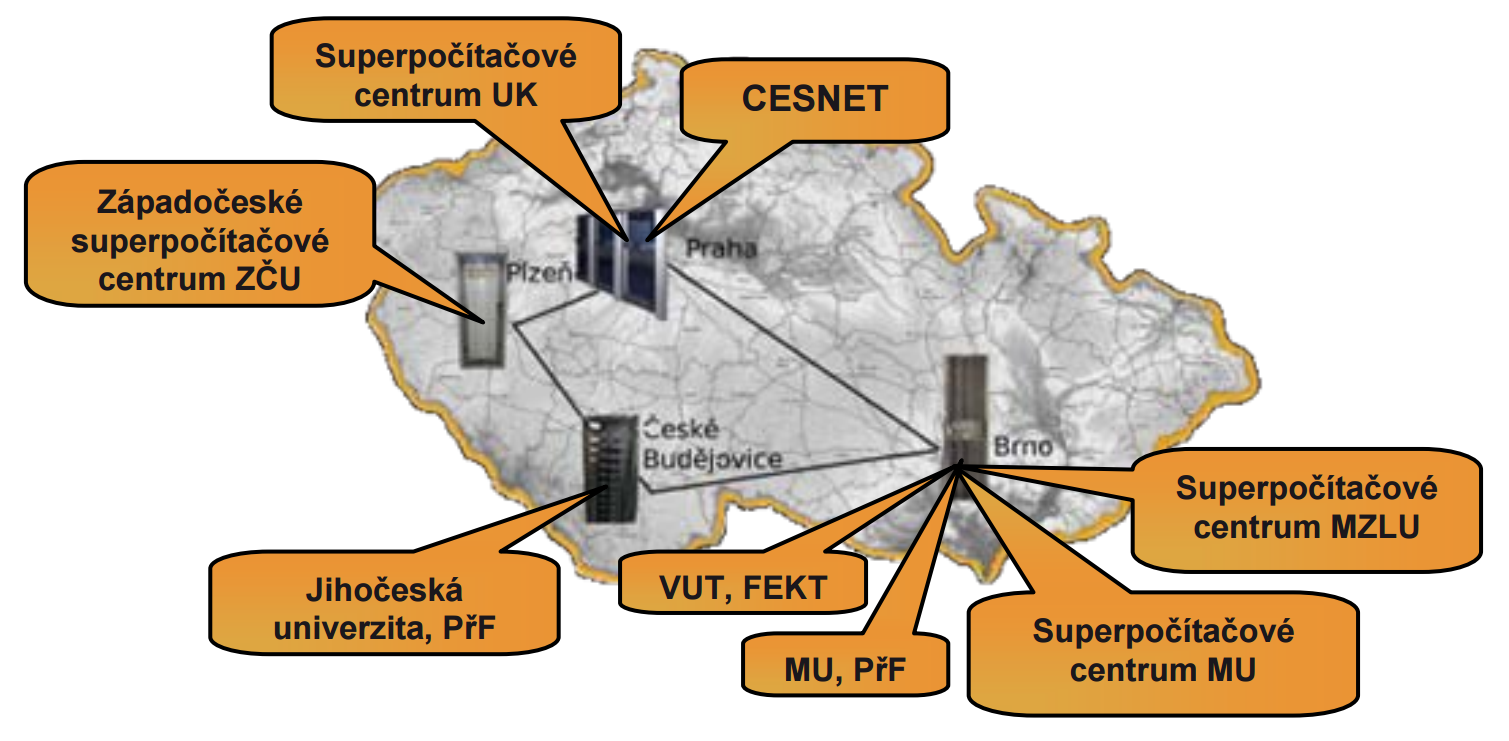 Superpočítačové
centrum UK
CESNET
Západočeské
superpočítačové
centrum ZČU
Praha
Plzeň
České
Budějovice
Brno
Superpočítačové
centrum MZLU
Jihočeská
univerzita, PřF
VUT, FEKT
MU, PřF
Superpočítačové
centrum MU